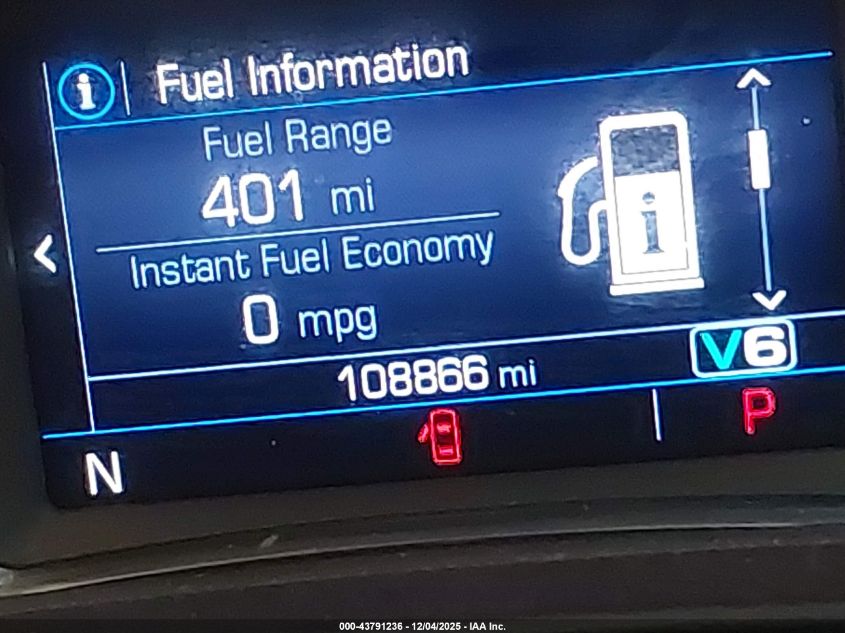 i Fuel Information
Fuel Range
401 mi
Instant Fuel Economy
0 mpg
i
108866 mi
V6
N
P
000-43791236 - 12/04/2025 - IAA Inc.